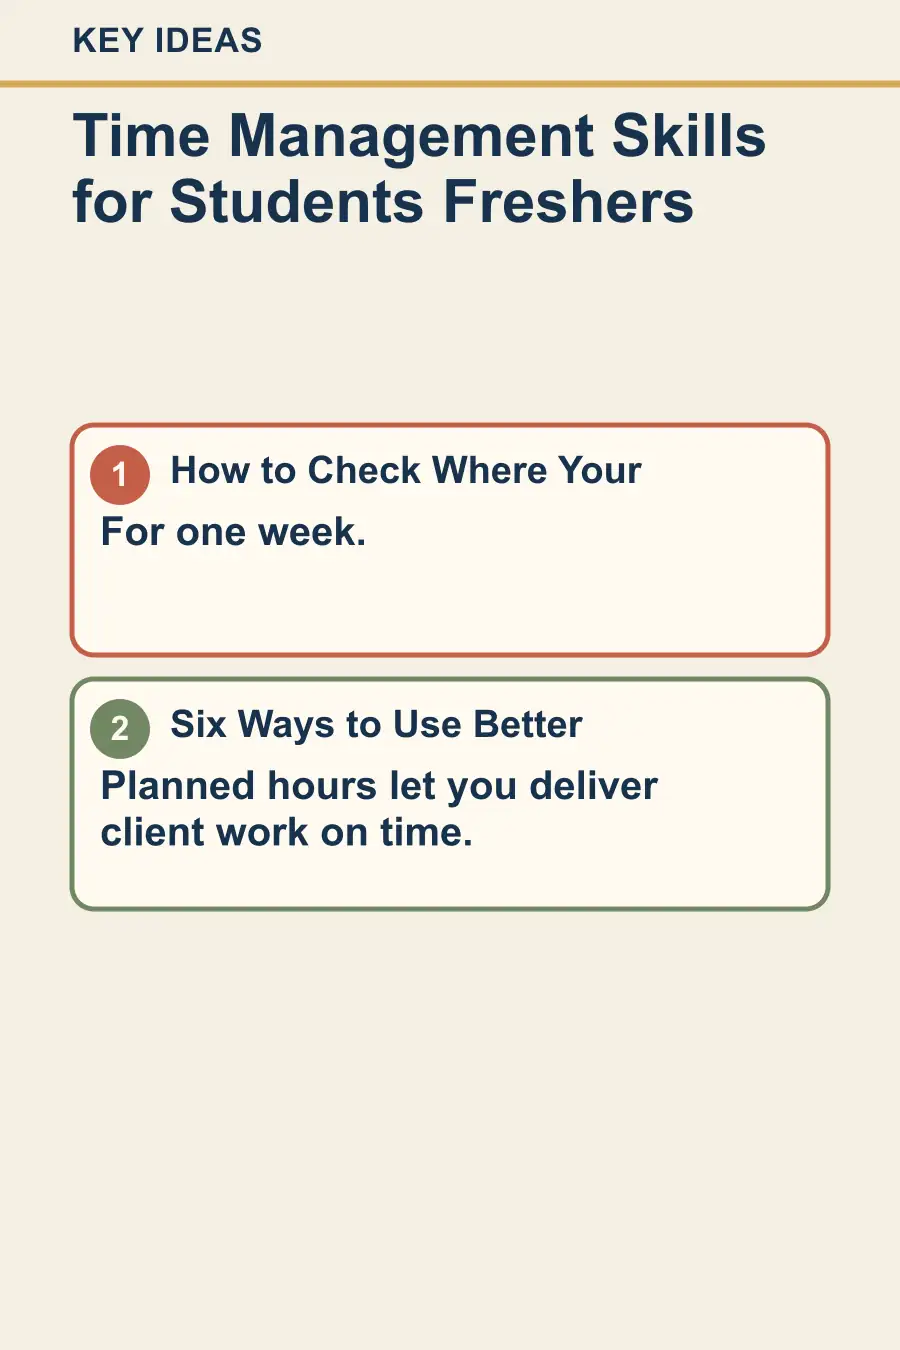 KEY IDEAS
Time Management Skills
for Students Freshers
1 How to Check Where Your
For one week.
2 Six Ways to Use Better
Planned hours let you deliver
client work on time.